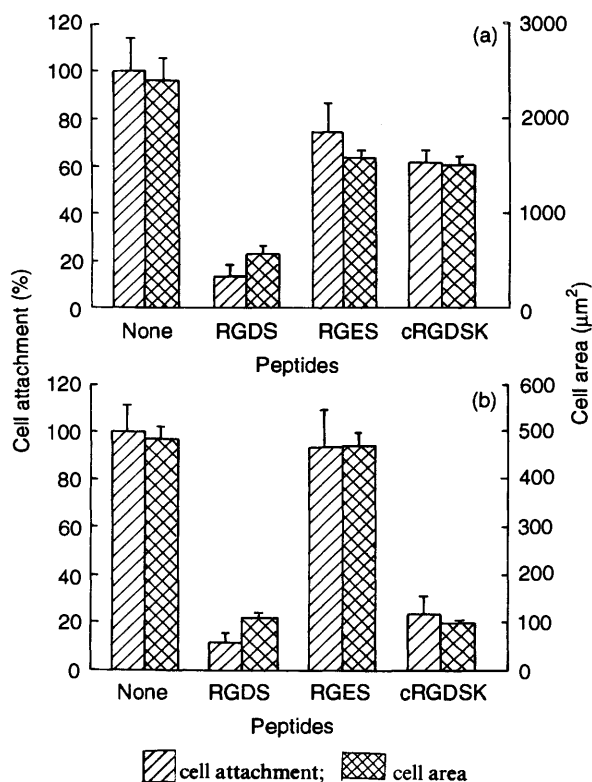 120
100
80
60
40
20
0
(a)
3000
2000
1000
0
None RGDS RGES cRGDSK
Peptides
Cell attachment (%)
Cell area (μm²)
120
100
80
60
40
20
0
(b)
600
500
400
300
200
100
0
None RGDS RGES cRGDSK
Peptides
cell attachment; cell area